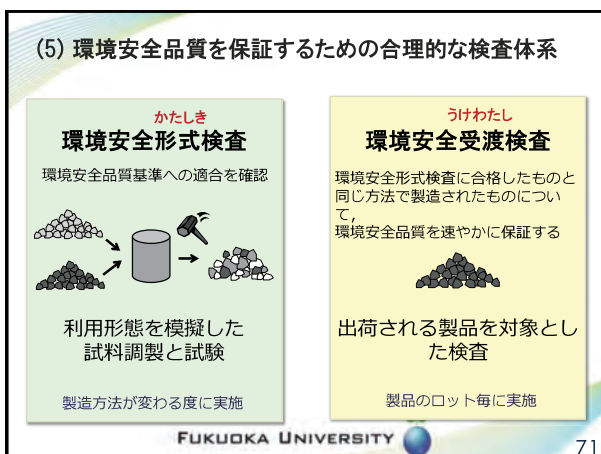 (5) 環境安全品質を保証するための合理的な検査体系
かたしき
環境安全形式検査
環境安全品質基準への適合を確認
利用形態を模擬した
試料調製と試験
製造方法が変わる度に実施
うけわたし
環境安全受渡検査
環境安全形式検査に合格したものと
同じ方法で製造されたものについ
て,
環境安全品質を速やかに保証する
出荷される製品を対象とし
た検査
製品のロット毎に実施
FUKUOKA UNIVERSITY
71